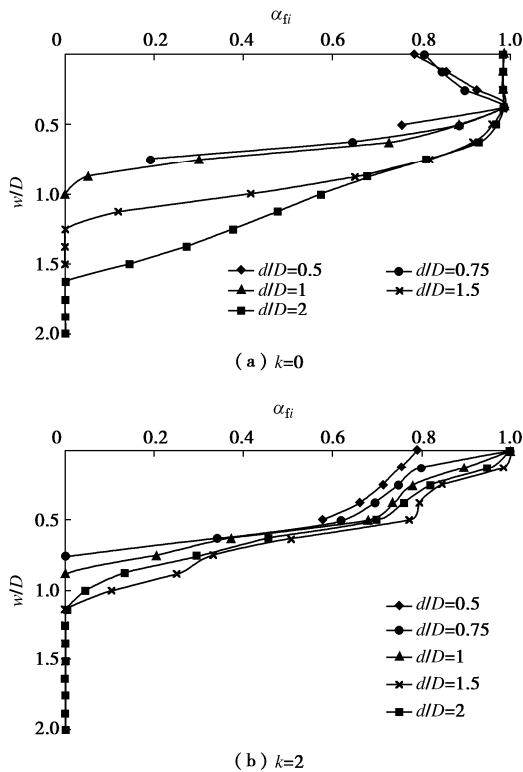 α_fi
0 0.2 0.4 0.6 0.8 1.0
0.5
1.0
1.5
2.0
w/D
d/D=0.5 d/D=0.75
d/D=1 d/D=1.5
d/D=2
(a) k=0
α_fi
0 0.2 0.4 0.6 0.8 1.0
0.5
1.0
1.5
2.0
w/D
d/D=0.5
d/D=0.75
d/D=1
d/D=1.5
d/D=2
(b) k=2